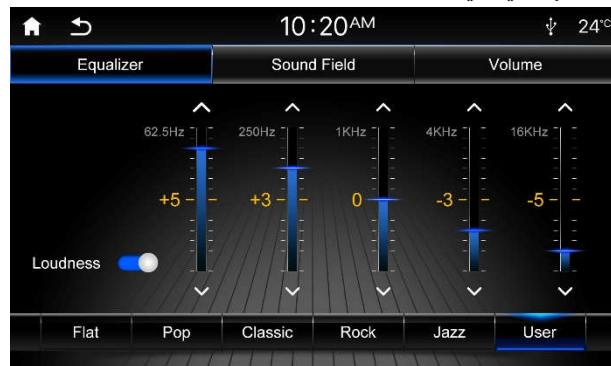 10:20AM 24°C
Equalizer Sound Field Volume
62.5Hz 250Hz 1KHz 4KHz 16KHz
+5 +3 0 -3 -5
Loudness
Flat Pop Classic Rock Jazz User